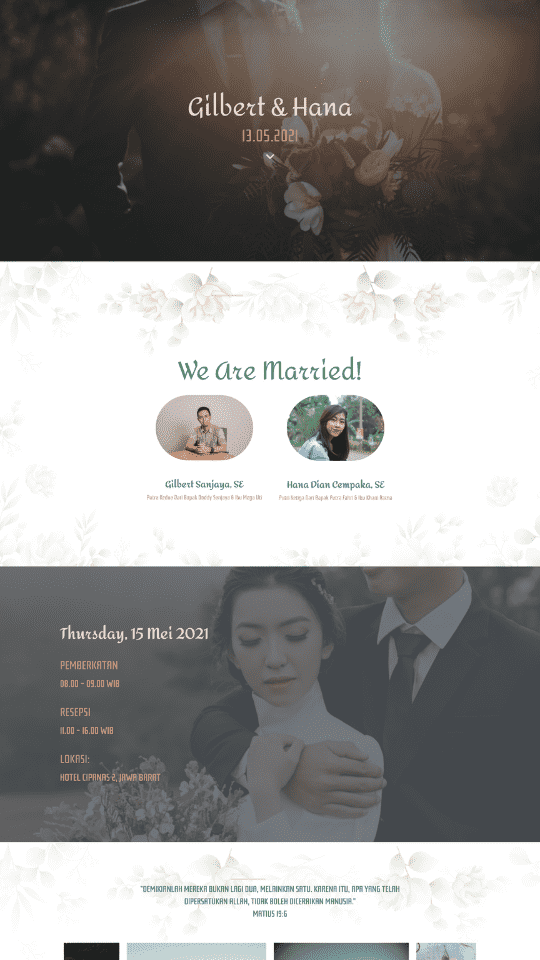 Gilbert & Hana
13.05.2021
We Are Married!
Gilbert Sanjaya, SE
Hana Dian Cempaka, SE
Thursday, 15 Mei 2021
PEMBERKATAN
08.00 - 09.00 WIB
RESEPSI
11.00 - 16.00 WIB
LOKASI:
HOTEL CIPANAS 2, JAWA BARAT
"DEMIKIANLAH MEREKA BUKAN LAGI DUA, MELAINKAN SATU. KARENA ITU, APA YANG TELAH
DIPERSATUKAN ALLAH, TIDAK BOLEH DICERAIKAN MANUSIA."
MATIUS 19:6